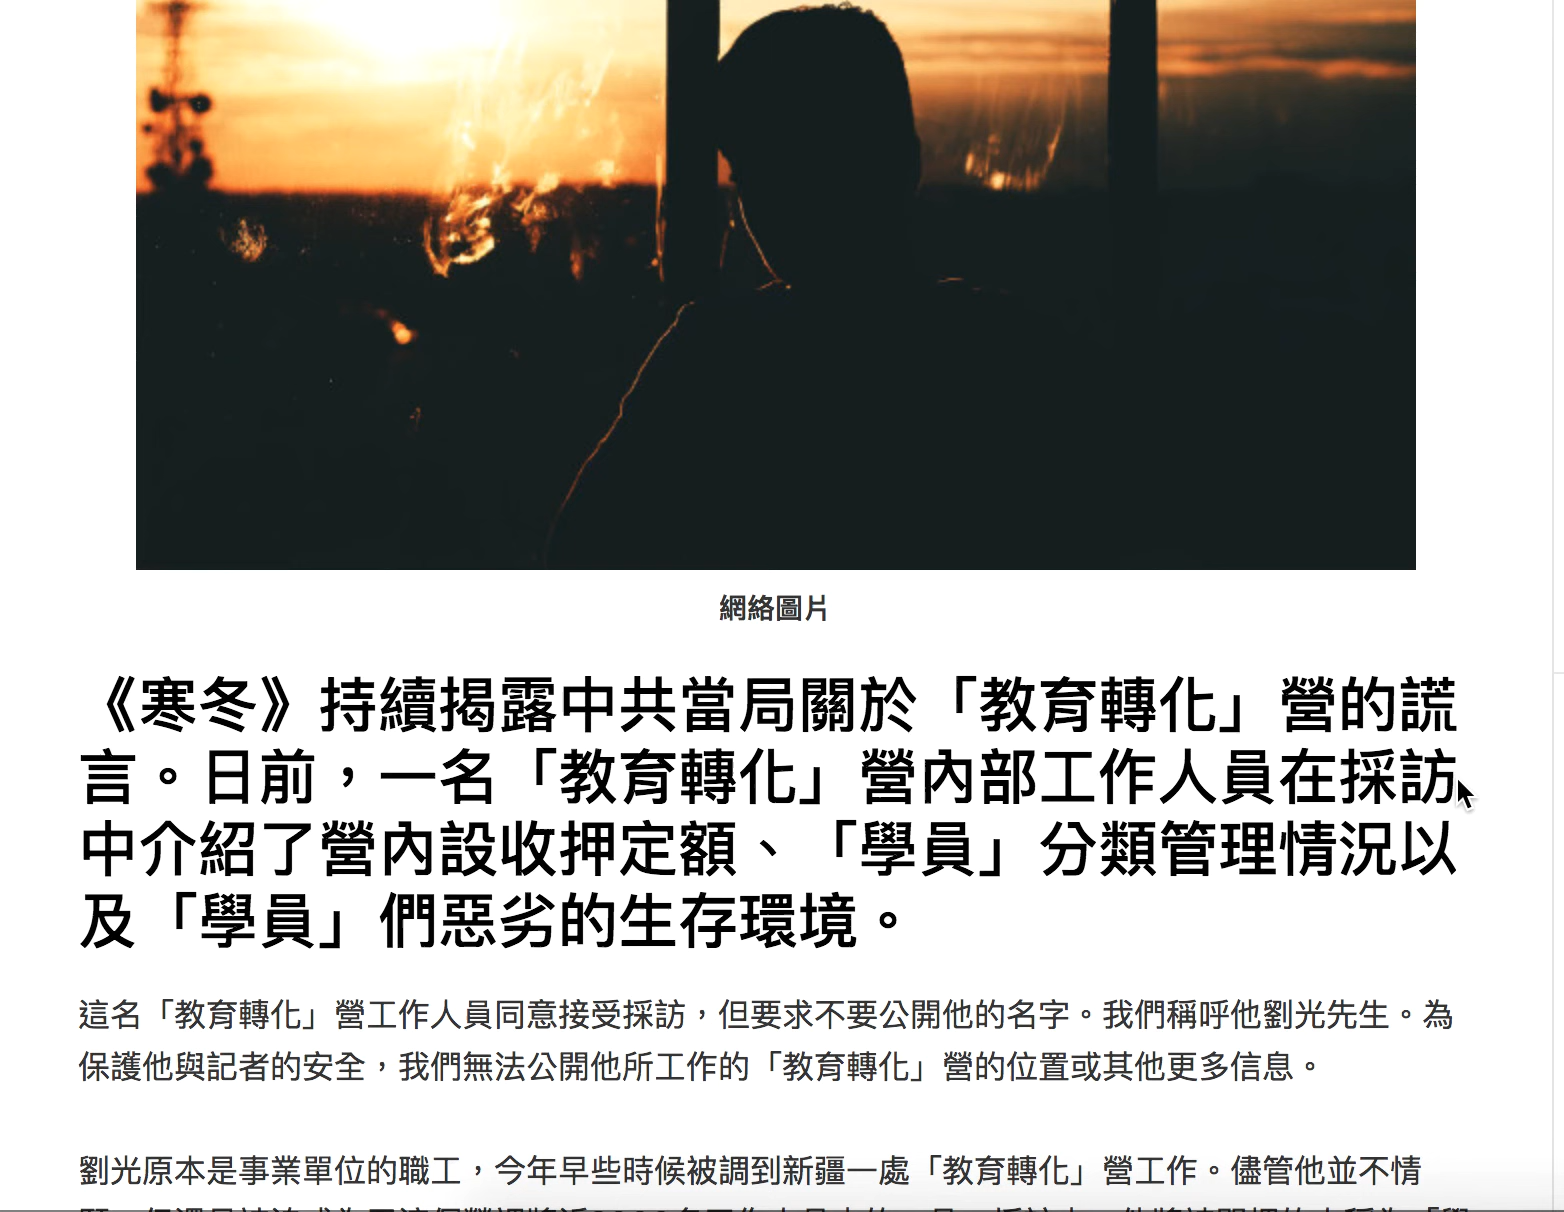 網絡圖片
《寒冬》持續揭露中共當局關於「教育轉化」營的謊
言。日前，一名「教育轉化」營內部工作人員在採訪
中介紹了營內設收押定額、「學員」分類管理情況以
及「學員」們惡劣的生存環境。
這名「教育轉化」營工作人員同意接受採訪，但要求不要公開他的名字。我們稱呼他劉光先生。為
保護他與記者的安全，我們無法公開他所工作的「教育轉化」營的位置或其他更多信息。
劉光原本是事業單位的職工，今年早些時候被調到新疆一處「教育轉化」營工作。儘管他並不情